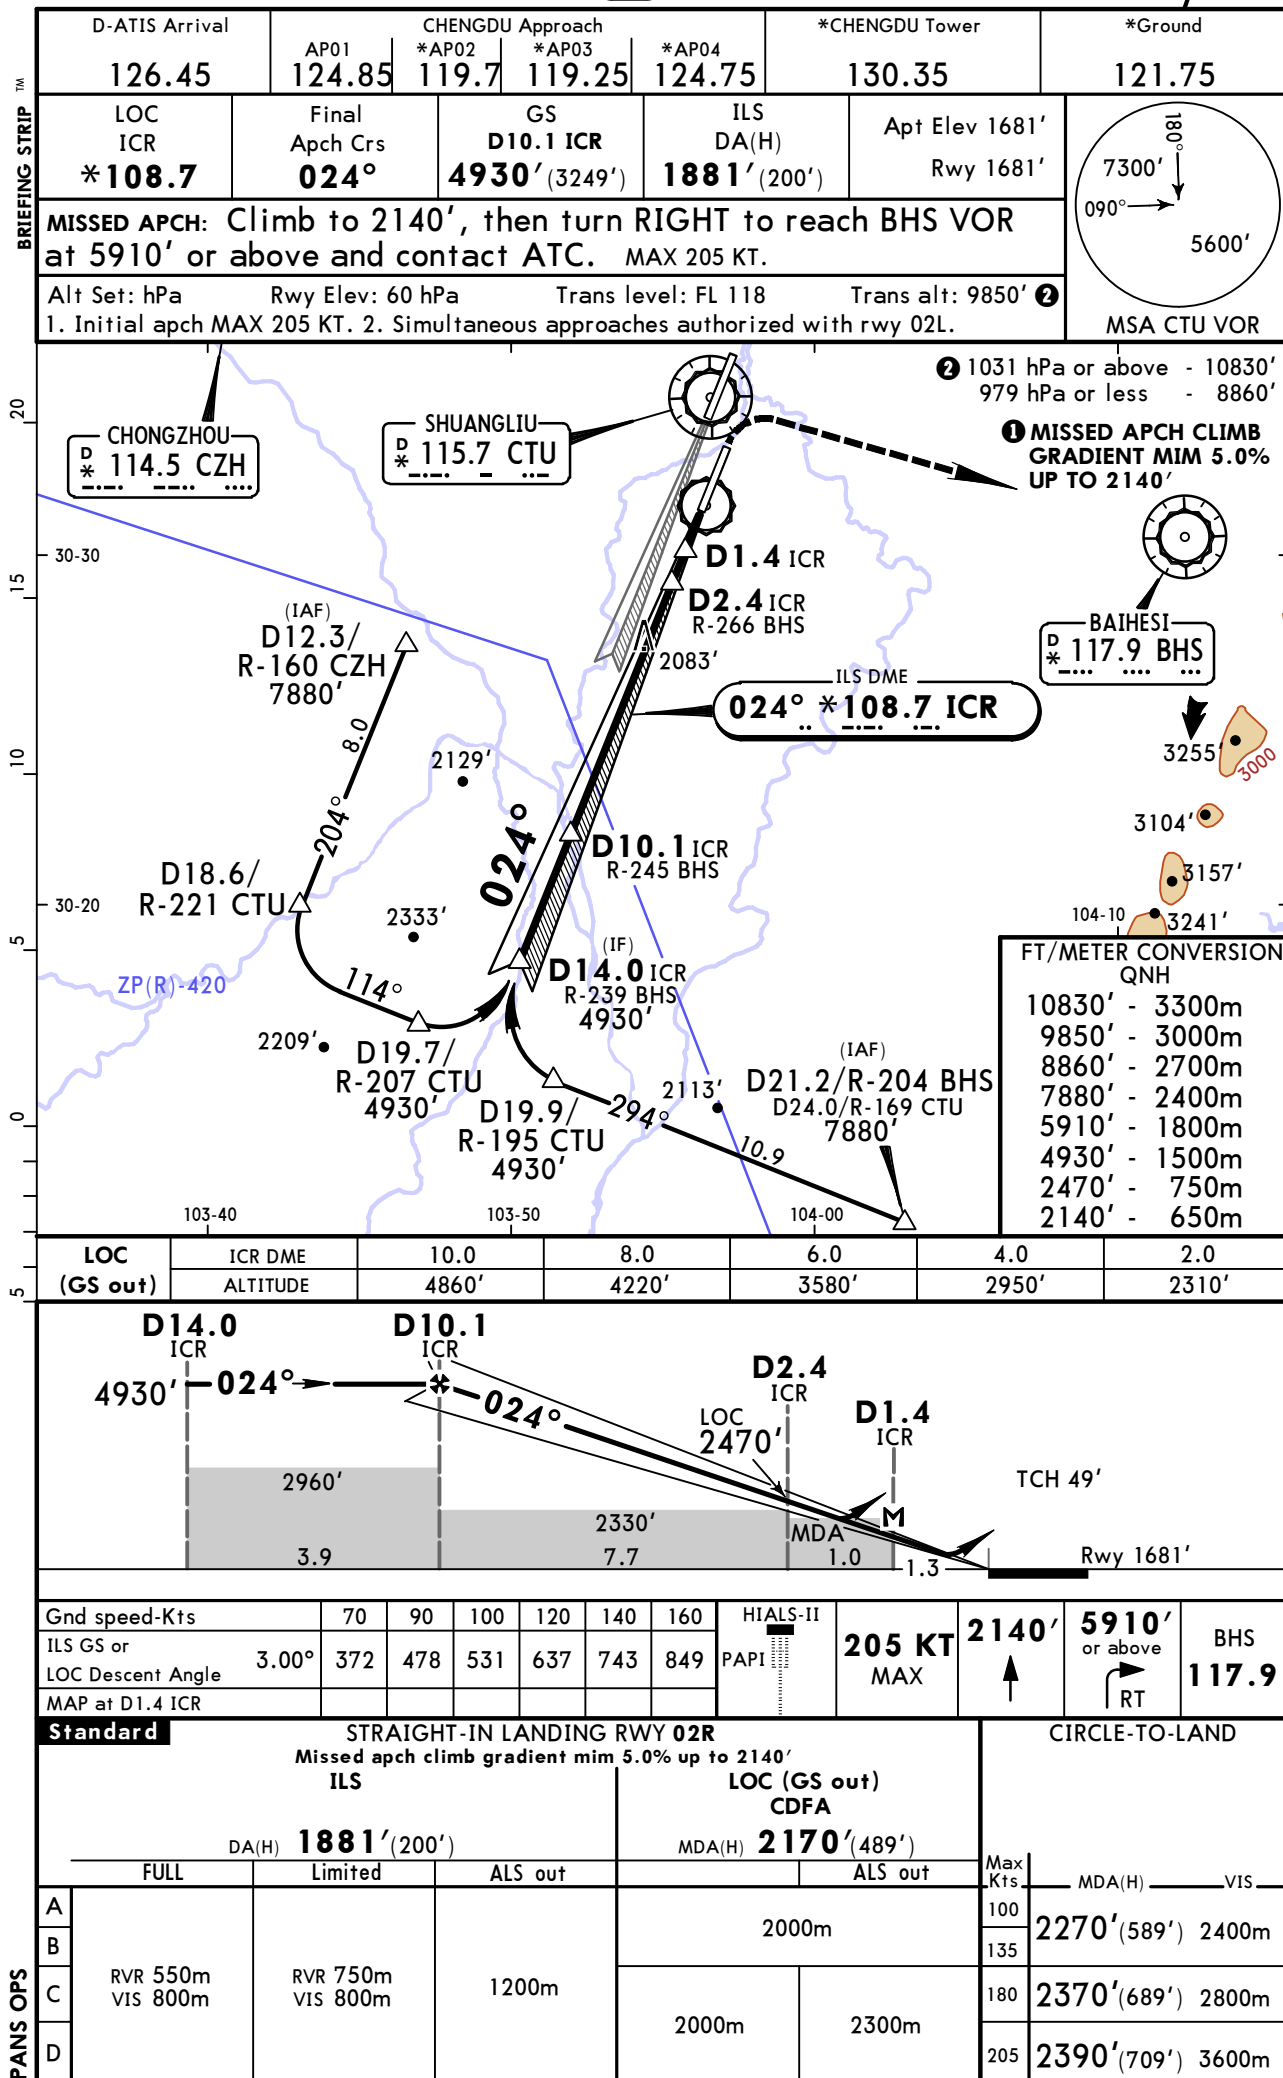 D-ATIS Arrival
126.45
CHENGDU Approach
AP01 *AP02 *AP03 *AP04
124.85 119.7 119.25 124.75
*CHENGDU Tower
130.35
*Ground
121.75
BRIEFING STRIP TM
LOC
ICR
*108.7
Final
Apch Crs
024°
GS
D10.1 ICR
4930'(3249')
ILS
DA(H)
1881'(200')
Apt Elev 1681'
Rwy 1681'
MISSED APCH: Climb to 2140', then turn RIGHT to reach BHS VOR
at 5910' or above and contact ATC. MAX 205 KT.
Alt Set: hPa Rwy Elev: 60 hPa Trans level: FL 118 Trans alt: 9850' 2
1. Initial apch MAX 205 KT. 2. Simultaneous approaches authorized with rwy 02L.
180°
7300'
090°
5600'
MSA CTU VOR
2 1031 hPa or above - 10830'
979 hPa or less - 8860'
1 MISSED APCH CLIMB
GRADIENT MIM 5.0%
UP TO 2140'
CHONGZHOU
D
* 114.5 CZH
SHUANGLIU
D
* 115.7 CTU
20
30-30
15
D1.4 ICR
D2.4 ICR
R-266 BHS
2083'
(IAF)
D12.3/
R-160 CZH
7880'
BAIHESI
D
* 117.9 BHS
ILS DME
024° *108.7 ICR
8.0
10
2129'
3255'
3000
204°
024°
3104'
D10.1 ICR
R-245 BHS
D18.6/
R-221 CTU
3157'
30-20
2333'
104-10
3241'
5
(IF)
D14.0 ICR
R-239 BHS
4930'
ZP(R)-420
114°
2209'
D19.7/
R-207 CTU
4930'
D19.9/
R-195 CTU
4930'
294°
2113'
(IAF)
D21.2/R-204 BHS
D24.0/R-169 CTU
7880'
10.9
0
103-40
103-50
104-00
FT/METER CONVERSION
QNH
10830' - 3300m
9850' - 3000m
8860' - 2700m
7880' - 2400m
5910' - 1800m
4930' - 1500m
2470' - 750m
2140' - 650m
5
LOC
(GS out)
ICR DME 10.0 8.0 6.0 4.0 2.0
ALTITUDE 4860' 4220' 3580' 2950' 2310'
D14.0
ICR
D10.1
ICR
4930'
024°
024°
D2.4
ICR
LOC
2470'
D1.4
ICR
TCH 49'
2960'
2330'
MDA
M
3.9
7.7
1.0
1.3
Rwy 1681'
Gnd speed-Kts 70 90 100 120 140 160
ILS GS or
LOC Descent Angle 3.00° 372 478 531 637 743 849
MAP at D1.4 ICR
HIALS-II
PAPI
205 KT
MAX
2140'
5910'
or above
RT
BHS
117.9
Standard
STRAIGHT-IN LANDING RWY 02R
Missed apch climb gradient mim 5.0% up to 2140'
CIRCLE-TO-LAND
ILS
DA(H) 1881'(200')
LOC (GS out)
CDFA
MDA(H) 2170'(489')
FULL Limited ALS out
ALS out
Max
Kts
MDA(H) VIS
PANS OPS
A
B
C
D
RVR 550m
VIS 800m
RVR 750m
VIS 800m
1200m
2000m
2000m
2300m
100
135
2270'(589') 2400m
180 2370'(689') 2800m
205 2390'(709') 3600m